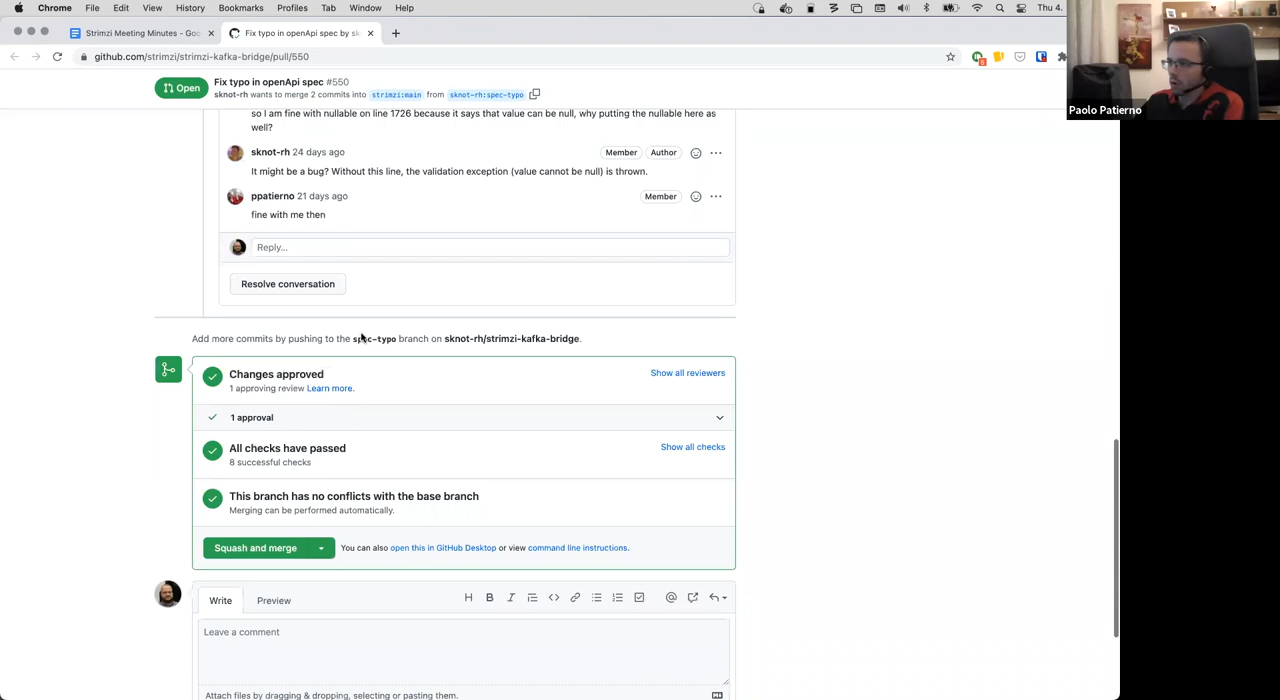 Chrome File Edit View History Bookmarks Profiles Tab Window Help Thu 4.
Strimzi Meeting Minutes - Goo
Fix typo in openApi spec by sk
github.com/strimzi/strimzi-kafka-bridge/pull/550
Open
Fix typo in openApi spec #550
sknot-rh wants to merge 2 commits into strimzi:main from sknot-rh:spec-typo
Paolo Patierno
so I am fine with nullable on line 1726 because it says that value can be null, why putting the nullable here as
well?
sknot-rh 24 days ago Member Author
It might be a bug? Without this line, the validation exception (value cannot be null) is thrown.
ppatierno 21 days ago Member
fine with me then
Reply...
Resolve conversation
Add more commits by pushing to the spec-typo branch on sknot-rh/strimzi-kafka-bridge.
Changes approved Show all reviewers
1 approving review Learn more.
1 approval
All checks have passed Show all checks
8 successful checks
This branch has no conflicts with the base branch
Merging can be performed automatically.
Squash and merge You can also open this in GitHub Desktop or view command line instructions.
Write Preview
Leave a comment
Attach files by dragging & dropping, selecting or pasting them.